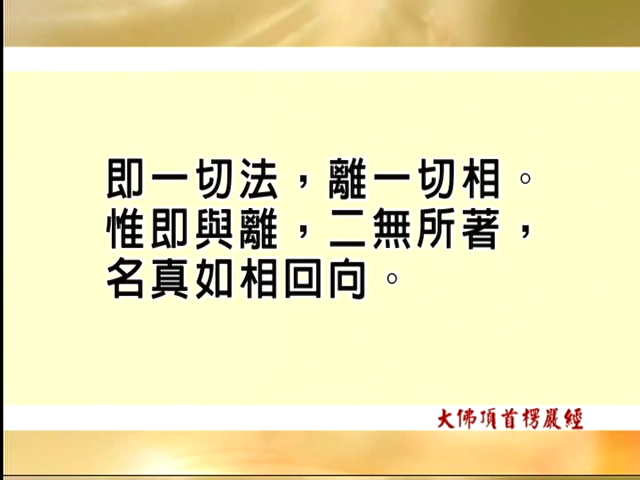 即一切法，離一切相。
惟即與離，二無所著，
名真如相回向。
大佛頂首楞嚴經